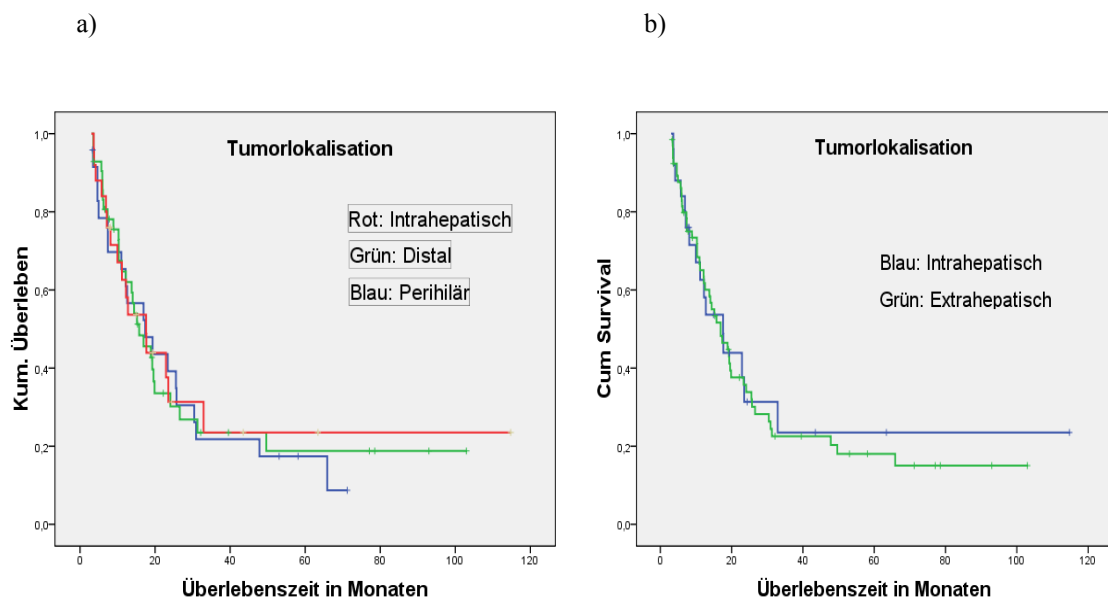 a)
Tumorlokalisation
Rot: Intrahepatisch
Grün: Distal
Blau: Perihilär
Kum. Überleben
1,0
0,8
0,6
0,4
0,2
0,0
0 20 40 60 80 100 120
Überlebenszeit in Monaten
b)
Tumorlokalisation
Blau: Intrahepatisch
Grün: Extrahepatisch
Cum Survival
1,0
0,8
0,6
0,4
0,2
0,0
0 20 40 60 80 100 120
Überlebenszeit in Monaten